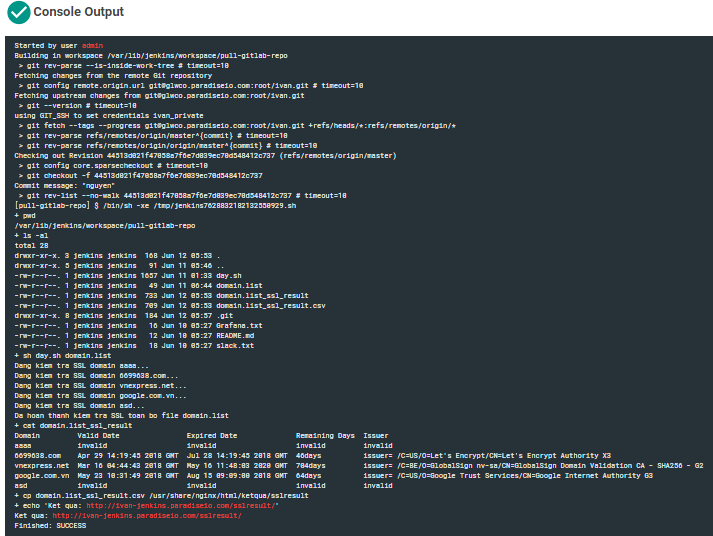 Console Output
Started by user admin
Building in workspace /var/lib/jenkins/workspace/pull-gitlab-repo
 > git rev-parse --is-inside-work-tree # timeout=10
Fetching changes from the remote Git repository
 > git config remote.origin.url git@glwco.paradiseio.com:root/ivan.git # timeout=10
Fetching upstream changes from git@glwco.paradiseio.com:root/ivan.git
 > git --version # timeout=10
using GIT_SSH to set credentials ivan_private
 > git fetch --tags --progress git@glwco.paradiseio.com:root/ivan.git +refs/heads/*:refs/remotes/origin/*
 > git rev-parse refs/remotes/origin/master^{commit} # timeout=10
 > git rev-parse refs/remotes/origin/origin/master^{commit} # timeout=10
Checking out Revision 44513d021f47058a7f6e7d039ec70d548412c737 (refs/remotes/origin/master)
 > git config core.sparsecheckout # timeout=10
 > git checkout -f 44513d021f47058a7f6e7d039ec70d548412c737
Commit message: "nguyen"
 > git rev-list --no-walk 44513d021f47058a7f6e7d039ec70d548412c737 # timeout=10
[pull-gitlab-repo] $ /bin/sh -xe /tmp/jenkins7628032182132550929.sh
+ pwd
/var/lib/jenkins/workspace/pull-gitlab-repo
+ ls -al
total 28
drwxr-xr-x. 3 jenkins jenkins  168 Jun 12 05:53 .
drwxr-xr-x. 5 jenkins jenkins   91 Jun 11 05:46 ..
-rw-r--r--. 1 jenkins jenkins 1657 Jun 11 01:33 day.sh
-rw-r--r--. 1 jenkins jenkins   49 Jun 11 06:44 domain.list
-rw-r--r--. 1 jenkins jenkins  733 Jun 12 05:53 domain.list_ssl_result
-rw-r--r--. 1 jenkins jenkins  709 Jun 12 05:53 domain.list_ssl_result.csv
drwxr-xr-x. 8 jenkins jenkins  184 Jun 12 05:57 .git
-rw-r--r--. 1 jenkins jenkins   16 Jun 10 05:27 Grafana.txt
-rw-r--r--. 1 jenkins jenkins   12 Jun 10 05:27 README.md
-rw-r--r--. 1 jenkins jenkins   18 Jun 10 05:27 slack.txt
+ sh day.sh domain.list
Dang kiem tra SSL domain aaaa...
Dang kiem tra SSL domain 6699638.com...
Dang kiem tra SSL domain vnexpress.net...
Dang kiem tra SSL domain google.com.vn...
Dang kiem tra SSL domain asd...
Da hoan thanh kiem tra SSL toan bo file domain.list
+ cat domain.list_ssl_result
Domain Valid Date Expired Date Remaining Days Issuer
aaaa invalid invalid invalid invalid
6699638.com Apr 29 14:19:45 2018 GMT Jul 28 14:19:45 2018 GMT 46days issuer= /C=US/O=Let's Encrypt/CN=Let's Encrypt Authority X3
vnexpress.net Mar 16 04:44:43 2018 GMT May 16 11:48:03 2020 GMT 704days issuer= /C=BE/O=GlobalSign nv-sa/CN=GlobalSign Domain Validation CA - SHA256 - G2
google.com.vn May 23 10:31:49 2018 GMT Aug 15 09:09:00 2018 GMT 64days issuer= /C=US/O=Google Trust Services/CN=Google Internet Authority G3
asd invalid invalid invalid invalid
+ cp domain.list_ssl_result.csv /usr/share/nginx/html/ketqua/sslresult
+ echo 'Ket qua: http://ivan-jenkins.paradiseio.com/sslresult/'
Ket qua: http://ivan-jenkins.paradiseio.com/sslresult/
Finished: SUCCESS